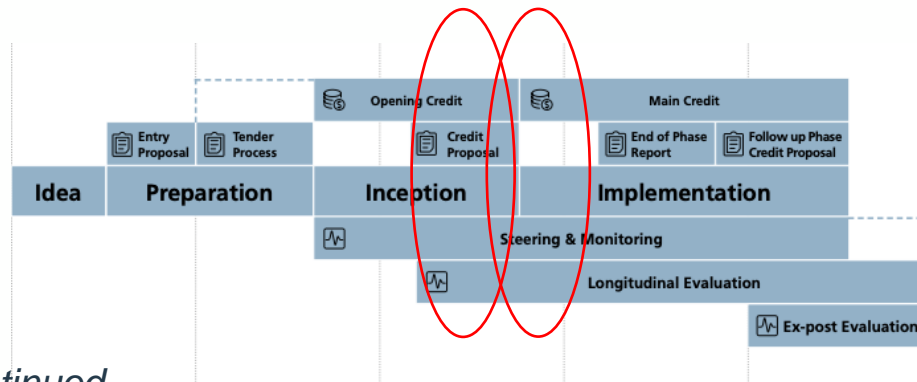 Opening Credit
Main Credit
Entry
Proposal
Tender
Process
Credit
Proposal
End of Phase
Report
Follow up Phase
Credit Proposal
Idea
Preparation
Inception
Implementation
Steering & Monitoring
Longitudinal Evaluation
Ex-post Evaluation
tinued